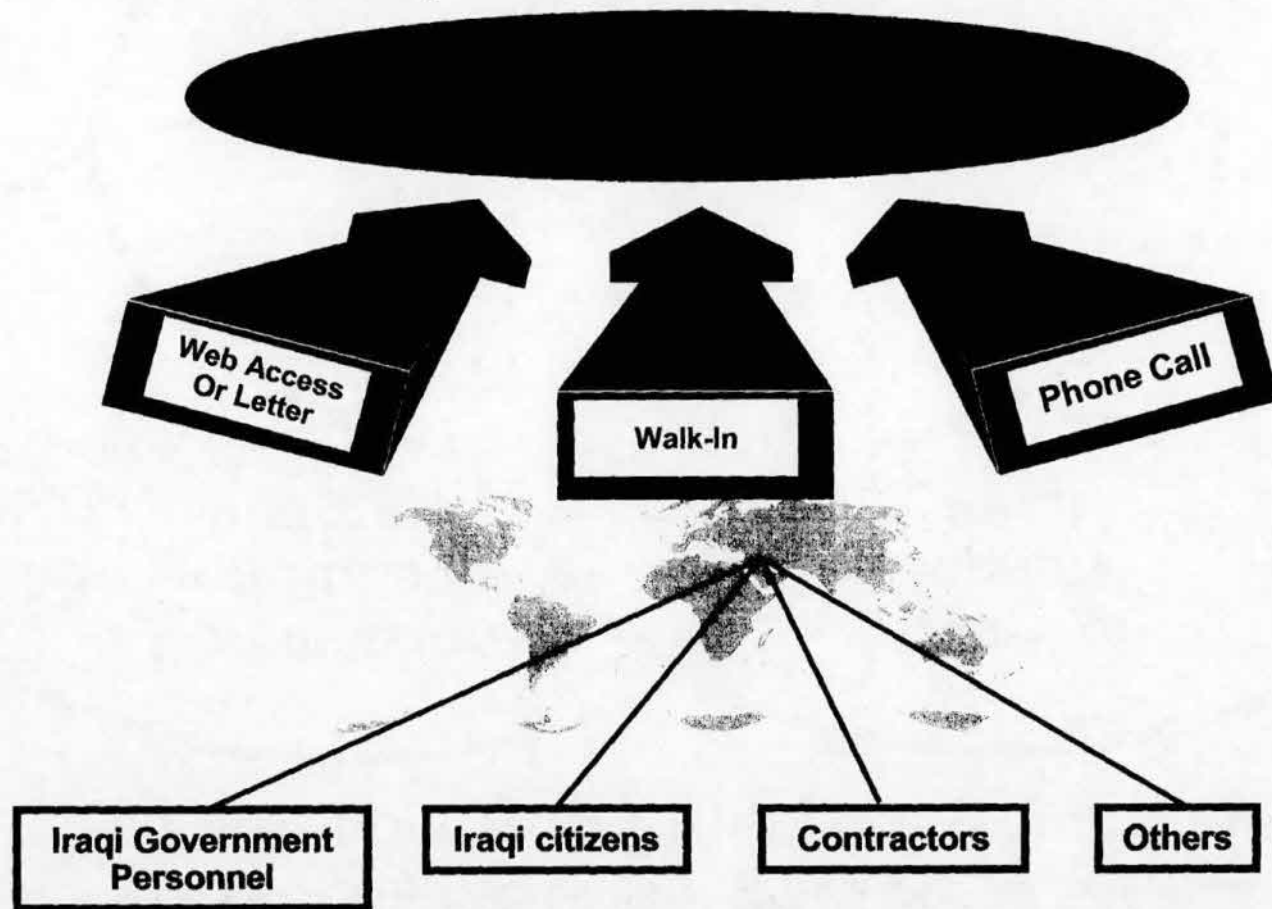 Web Access
Or Letter
Walk-In
Phone Call
Iraqi Government
Personnel
Iraqi citizens
Contractors
Others